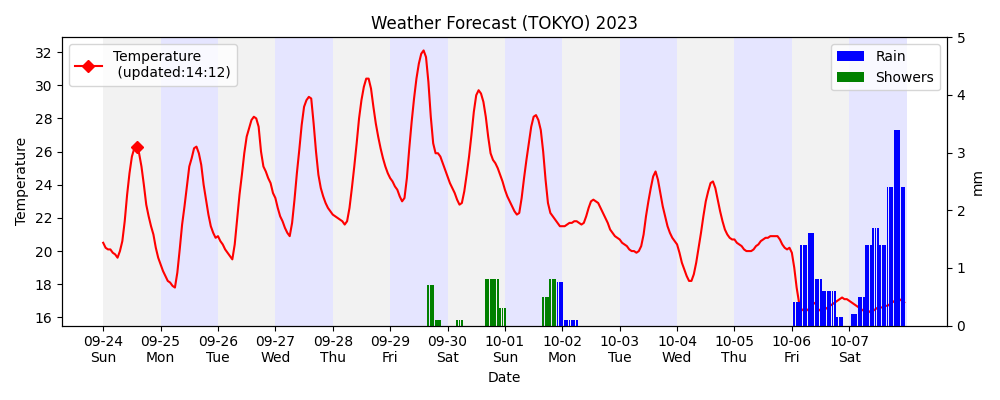 Weather Forecast (TOKYO) 2023
Temperature
(updated:14:12)
Rain
Showers
Temperature
32
30
28
26
24
22
20
18
16
5
4
3
2
1
0
mm
09-24 09-25 09-26 09-27 09-28 09-29 09-30 10-01 10-02 10-03 10-04 10-05 10-06 10-07
Sun Mon Tue Wed Thu Fri Sat Sun Mon Tue Wed Thu Fri Sat
Date